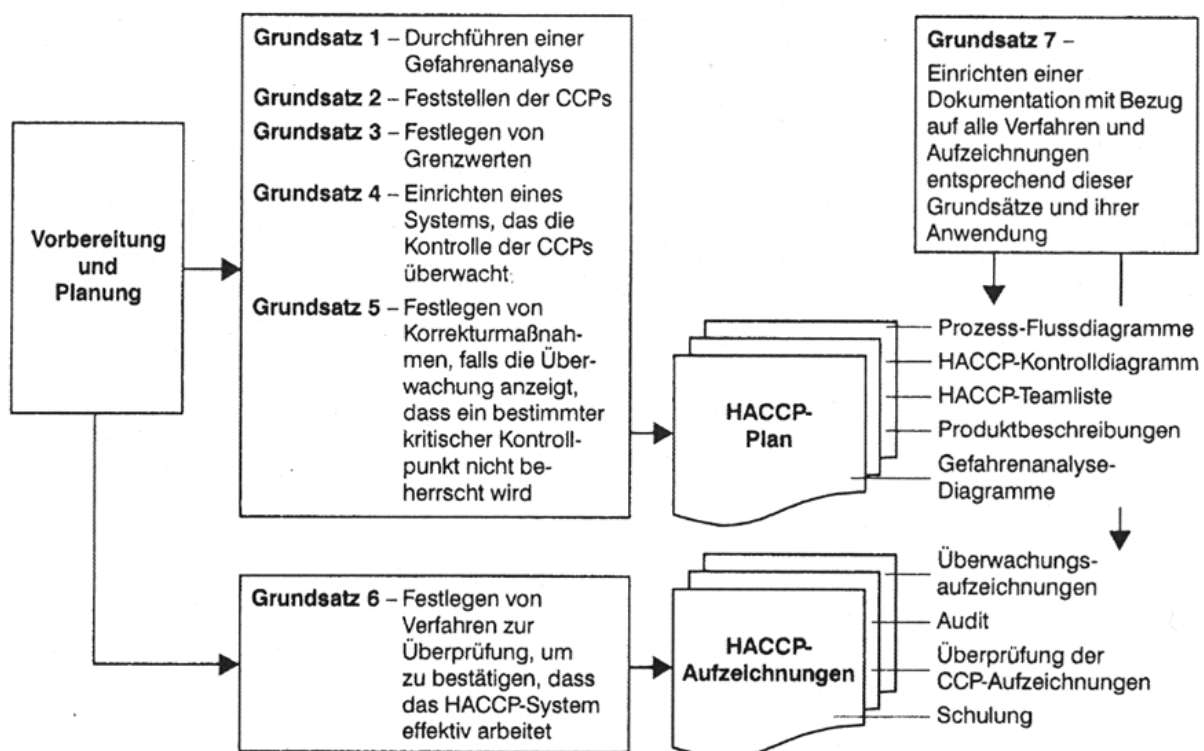 Vorbereitung
und
Planung
Grundsatz 1 – Durchführen einer
Gefahrenanalyse
Grundsatz 2 – Feststellen der CCPs
Grundsatz 3 – Festlegen von
Grenzwerten
Grundsatz 4 – Einrichten eines
Systems, das die
Kontrolle der CCPs
überwacht
Grundsatz 5 – Festlegen von
Korrekturmaßnah-
men, falls die Über-
wachung anzeigt,
dass ein bestimmter
kritischer Kontroll-
punkt nicht be-
herrscht wird
Grundsatz 6 – Festlegen von
Verfahren zur
Überprüfung, um
zu bestätigen, dass
das HACCP-System
effektiv arbeitet
Grundsatz 7 –
Einrichten einer
Dokumentation mit Bezug
auf alle Verfahren und
Aufzeichnungen
entsprechend dieser
Grundsätze und ihrer
Anwendung
HACCP-
Plan
Prozess-Flussdiagramme
HACCP-Kontrolldiagramm
HACCP-Teamliste
Produktbeschreibungen
Gefahrenanalyse-
Diagramme
HACCP-
Aufzeichnungen
Überwachungs-
aufzeichnungen
Audit
Überprüfung der
CCP-Aufzeichnungen
Schulung